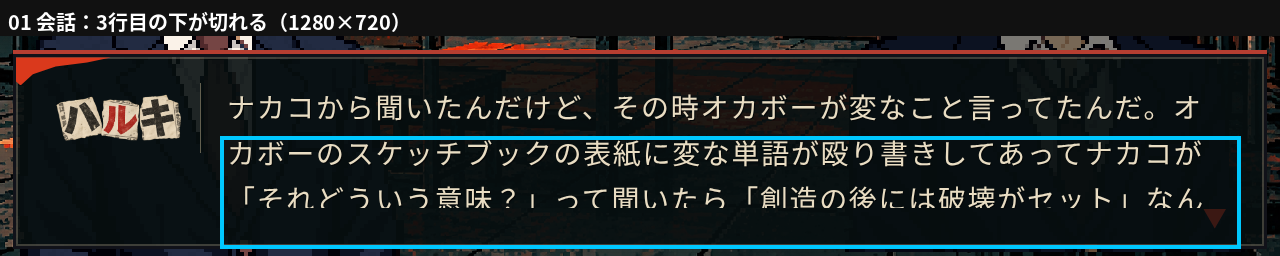 01 会話：3行目の下が切れる（1280×720）
ハルキ
ナカコから聞いたんだけど、その時オカボーが変なこと言ってたんだ。オ
カボーのスケッチブックの表紙に変な単語が殴り書きしてあってナカコが
「それどういう意味？」って聞いたら「創造の後には破壊がセット」なん